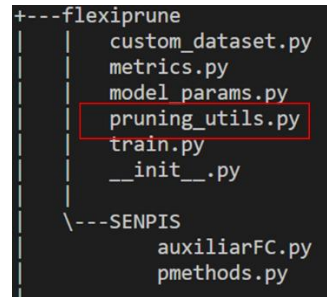 +---flexiprune
|   |   custom_dataset.py
|   |   metrics.py
|   |   model_params.py
|   |   pruning_utils.py
|   |   train.py
|   |   __init__.py
|   |
|   \---SENPIS
|           auxiliarFC.py
|           pmethods.py